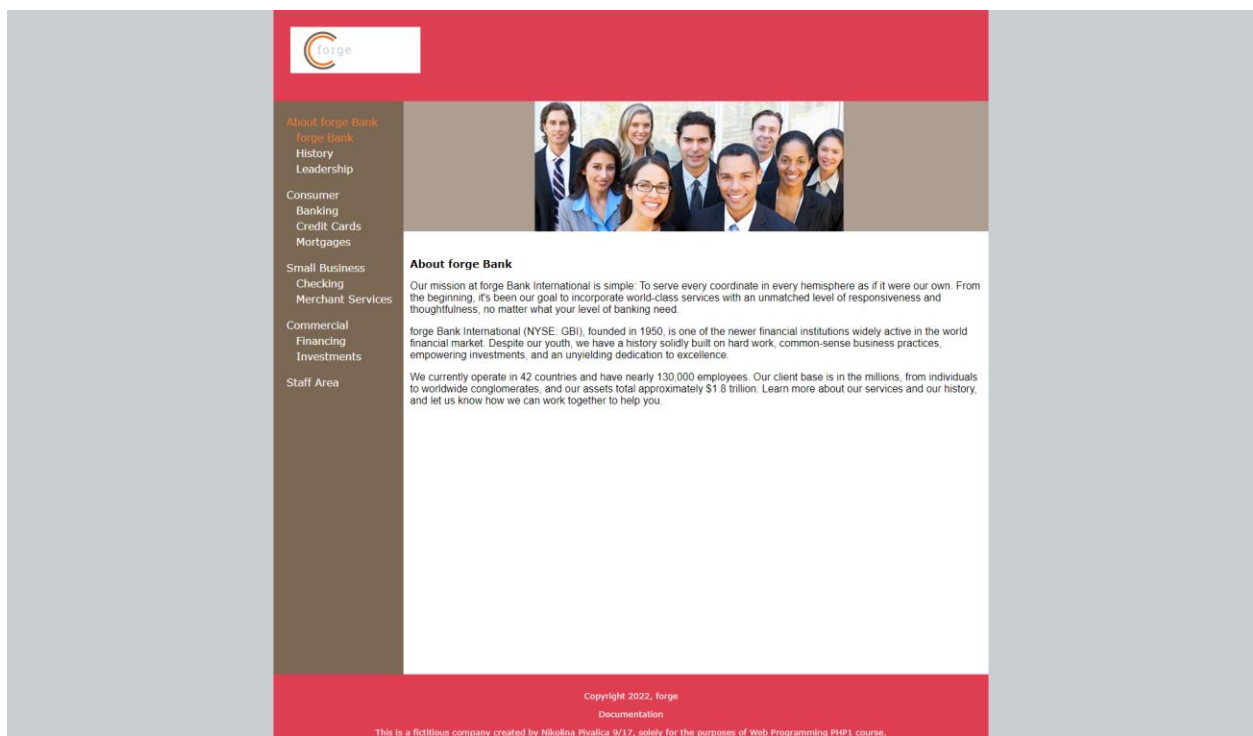 forge
About forge Bank
forge Bank
History
Leadership
Consumer
Banking
Credit Cards
Mortgages
Small Business
Checking
Merchant Services
Commercial
Financing
Investments
Staff Area
About forge Bank
Our mission at forge Bank International is simple: To serve every coordinate in every hemisphere as if it were our own. From
the beginning, it's been our goal to incorporate world-class services with an unmatched level of responsiveness and
thoughtfulness, no matter what your level of banking need.
forge Bank International (NYSE: GBI), founded in 1950, is one of the newer financial institutions widely active in the world
financial market. Despite our youth, we have a history solidly built on hard work, common-sense business practices,
empowering investments, and an unyielding dedication to excellence.
We currently operate in 42 countries and have nearly 130,000 employees. Our client base is in the millions, from individuals
to worldwide conglomerates, and our assets total approximately $1.8 trillion. Learn more about our services and our history,
and let us know how we can work together to help you.
Copyright 2022, forge
Documentation
This is a fictitious company created by Nikolina Pivalica 9/17, solely for the purposes of Web Programming PHP1 course.